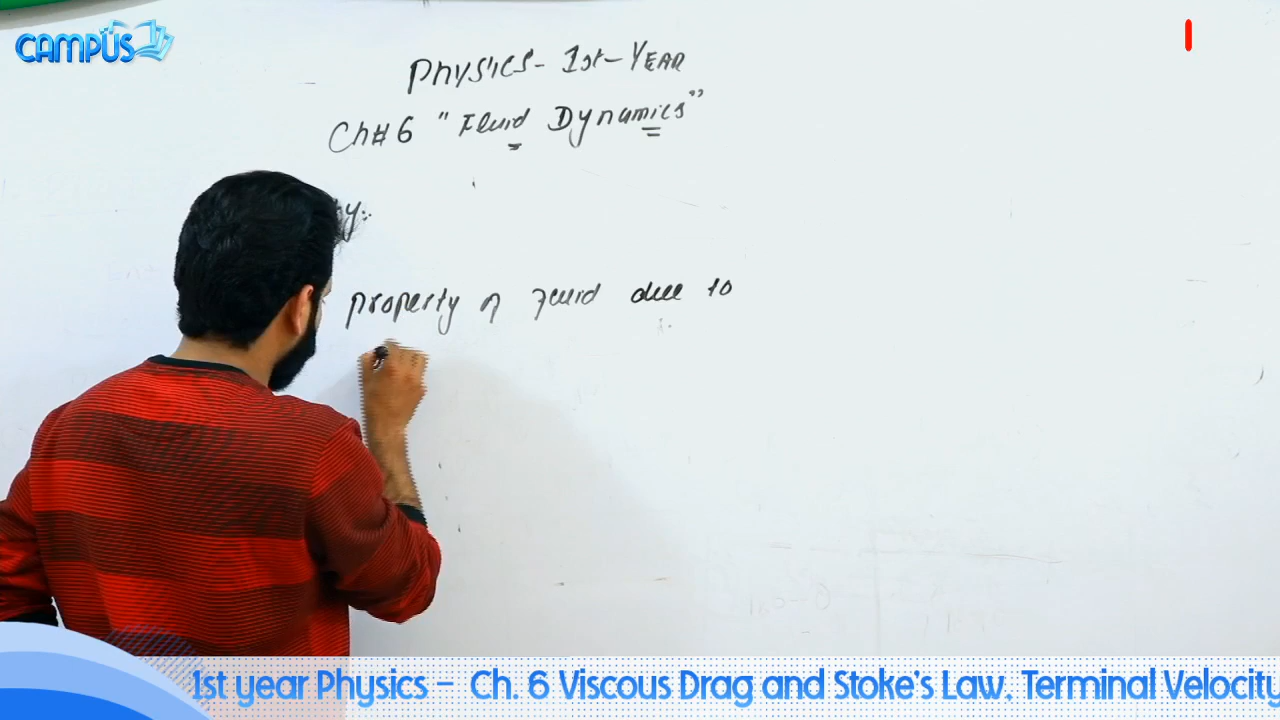 CAMPUS
Physics - 1st - YEAR
Ch# 6 "Fluid Dynamics"
property of fluid due to
1st year Physics - Ch. 6 Viscous Drag and Stoke's Law, Terminal Velocity